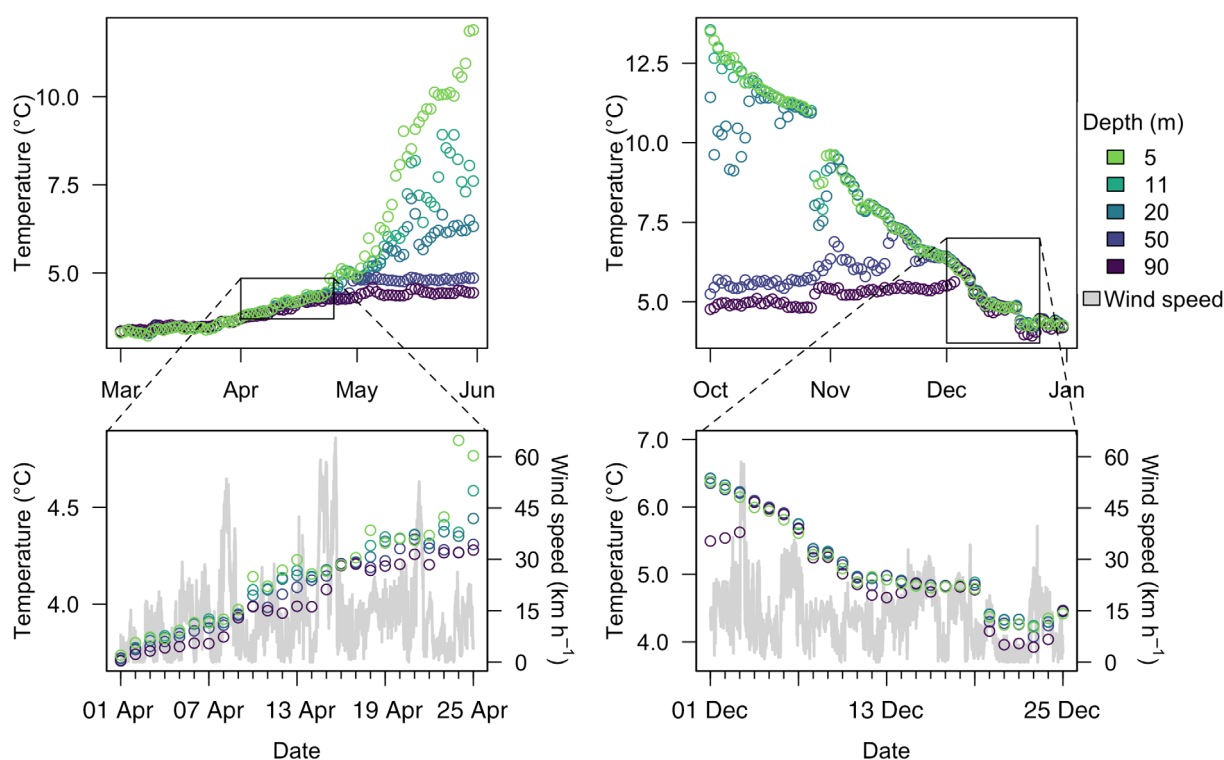 Temperature (°C)
10.0
7.5
5.0
Mar
Apr
May
Jun
Temperature (°C)
12.5
10.0
7.5
5.0
Oct
Nov
Dec
Jan
Depth (m)
5
11
20
50
90
Wind speed
Temperature (°C)
4.5
4.0
60
45
30
15
0
Wind speed (km h⁻¹)
01 Apr
07 Apr
13 Apr
19 Apr
25 Apr
Date
Temperature (°C)
7.0
6.0
5.0
4.0
60
45
30
15
0
Wind speed (km h⁻¹)
01 Dec
13 Dec
25 Dec
Date